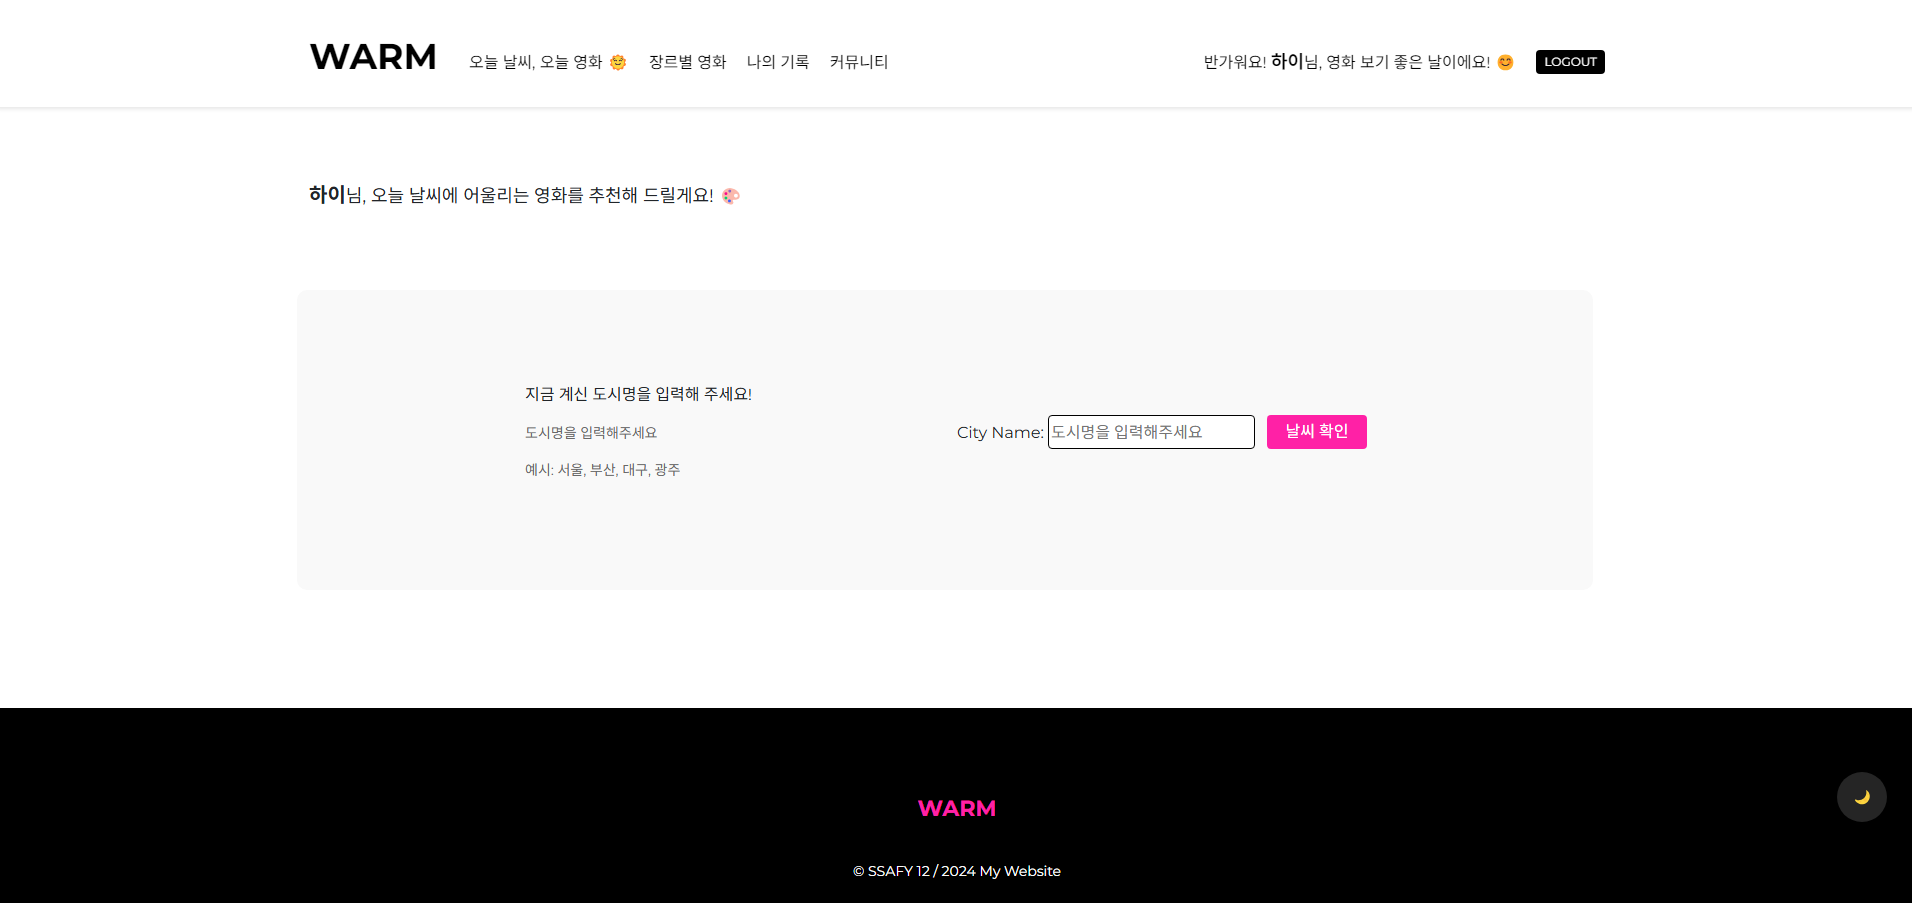 WARM
오늘 날씨, 오늘 영화 🌞
장르별 영화
나의 기록
커뮤니티
반가워요! 하이님, 영화 보기 좋은 날이에요! 😊
LOGOUT
하이님, 오늘 날씨에 어울리는 영화를 추천해 드릴게요! 🎨
지금 계신 도시명을 입력해 주세요!
도시명을 입력해주세요
예시: 서울, 부산, 대구, 광주
City Name: 도시명을 입력해주세요
날씨 확인
WARM
© SSAFY 12 / 2024 My Website